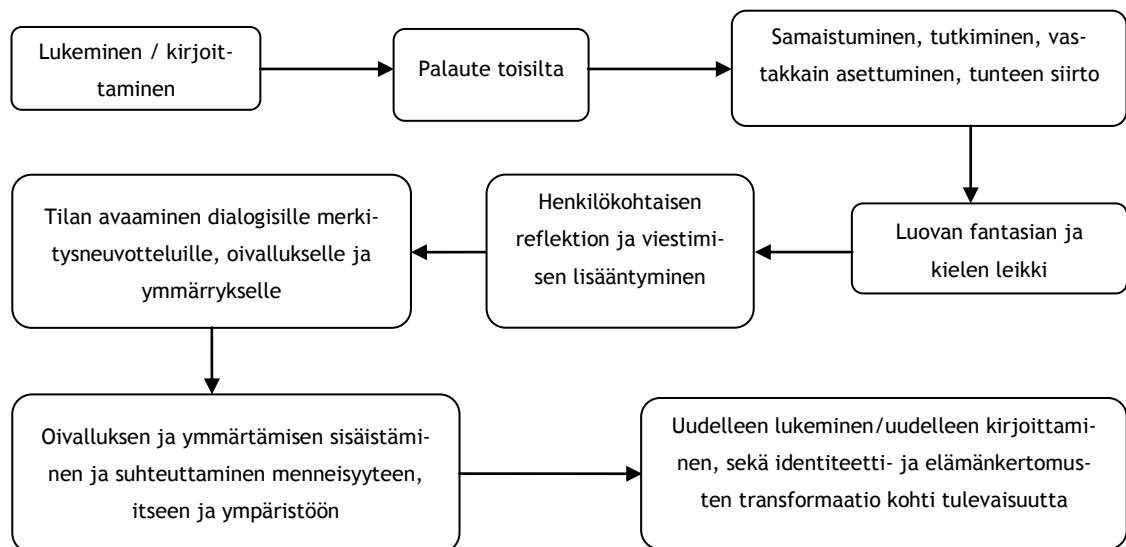 Lukeminen / kirjoit-
taminen
Palaute toisilta
Samaistuminen, tutkiminen, vas-
takkain asettuminen, tunteen siirto
Luovan fantasian ja
kielen leikki
Henkilökohtaisen
reflektion ja viestimi-
sen lisääntyminen
Tilan avaaminen dialogisille merki-
tysneuvotteluille, oivallukselle ja
ymmärrykselle
Oivalluksen ja ymmärtämisen sisäistämi-
nen ja suhteuttaminen menneisyyteen,
itseen ja ympäristöön
Uudelleen lukeminen/uudelleen kirjoittami-
nen, sekä identiteetti- ja elämänkertomus-
ten transformaatio kohti tulevaisuutta